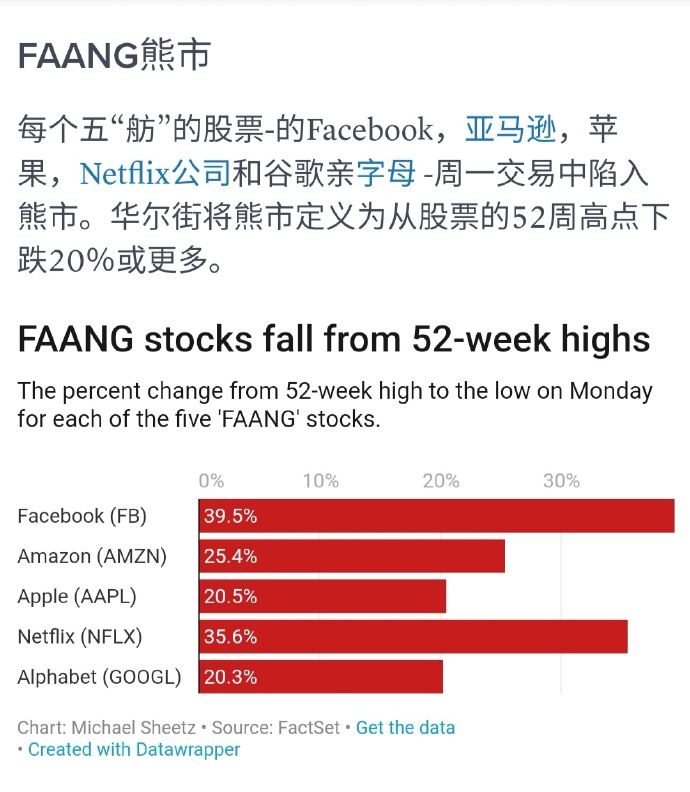 FAANG熊市
每个五“舫”的股票-的Facebook，亚马逊，苹
果，Netflix公司和谷歌亲字母 -周一交易中陷入
熊市。华尔街将熊市定义为从股票的52周高点下
跌20％或更多。
FAANG stocks fall from 52-week highs
The percent change from 52-week high to the low on Monday
for each of the five 'FAANG' stocks.
0% 10% 20% 30%
Facebook (FB) 39.5%
Amazon (AMZN) 25.4%
Apple (AAPL) 20.5%
Netflix (NFLX) 35.6%
Alphabet (GOOGL) 20.3%
Chart: Michael Sheetz • Source: FactSet • Get the data
• Created with Datawrapper